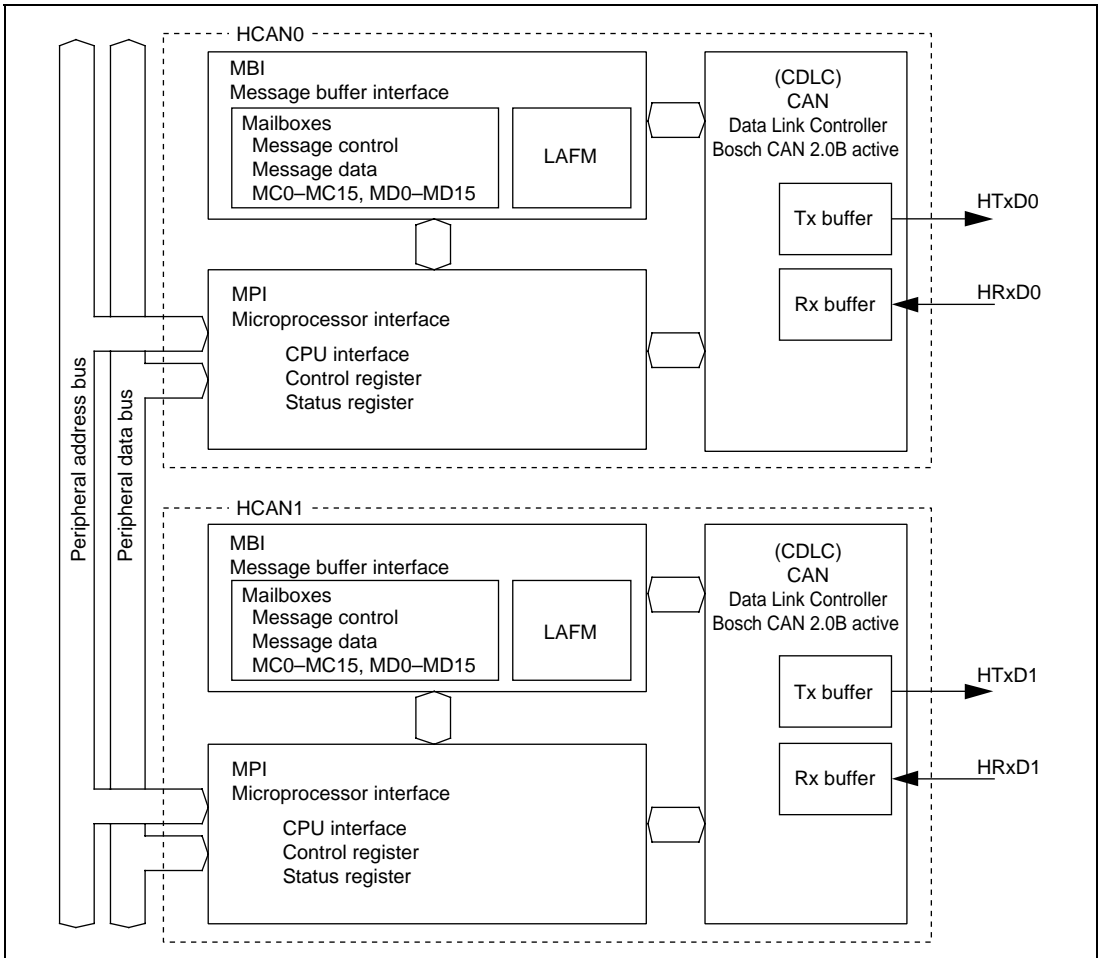 HCAN0
MBI
Message buffer interface
Mailboxes
Message control
Message data
MC0–MC15, MD0–MD15
LAFM
(CDLC)
CAN
Data Link Controller
Bosch CAN 2.0B active
Tx buffer
HTxD0
Rx buffer
HRxD0
MPI
Microprocessor interface
CPU interface
Control register
Status register
Peripheral address bus
Peripheral data bus
HCAN1
MBI
Message buffer interface
Mailboxes
Message control
Message data
MC0–MC15, MD0–MD15
LAFM
(CDLC)
CAN
Data Link Controller
Bosch CAN 2.0B active
Tx buffer
HTxD1
Rx buffer
HRxD1
MPI
Microprocessor interface
CPU interface
Control register
Status register